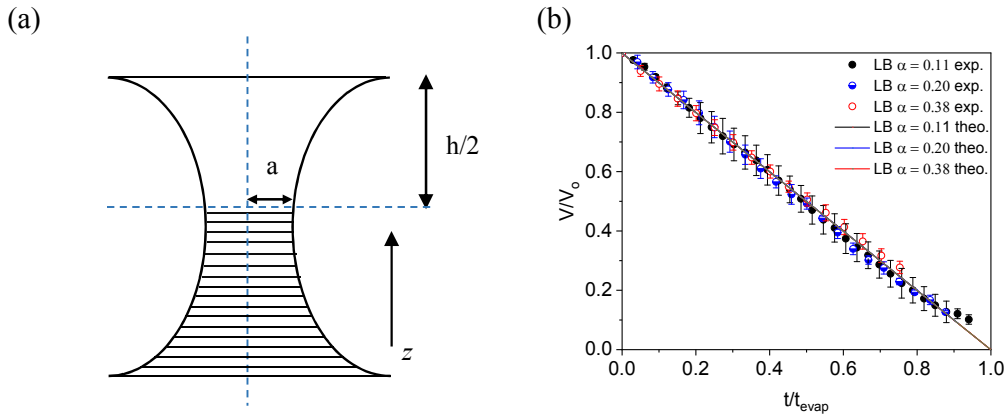 (a)
h/2
a
z
(b)
V/V₀
1.0
0.8
0.6
0.4
0.2
0.0
0.0 0.2 0.4 0.6 0.8 1.0
t/t_evap
LB α = 0.11 exp.
LB α = 0.20 exp.
LB α = 0.38 exp.
LB α = 0.11 theo.
LB α = 0.20 theo.
LB α = 0.38 theo.